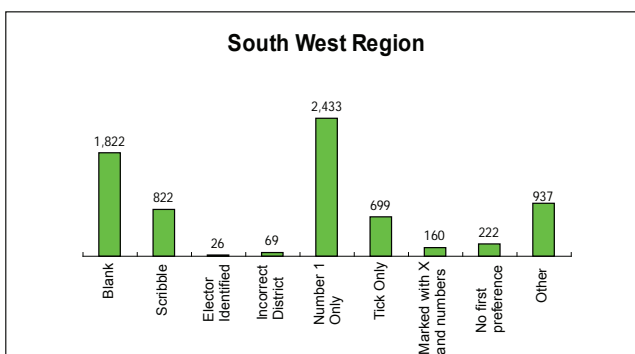 South West Region
1,822
822
26
69
2,433
699
160
222
937
Blank
Scribble
Elector
Identified
Incorrect
District
Number 1
Only
Tick Only
Marked with X
and numbers
No first
preference
Other